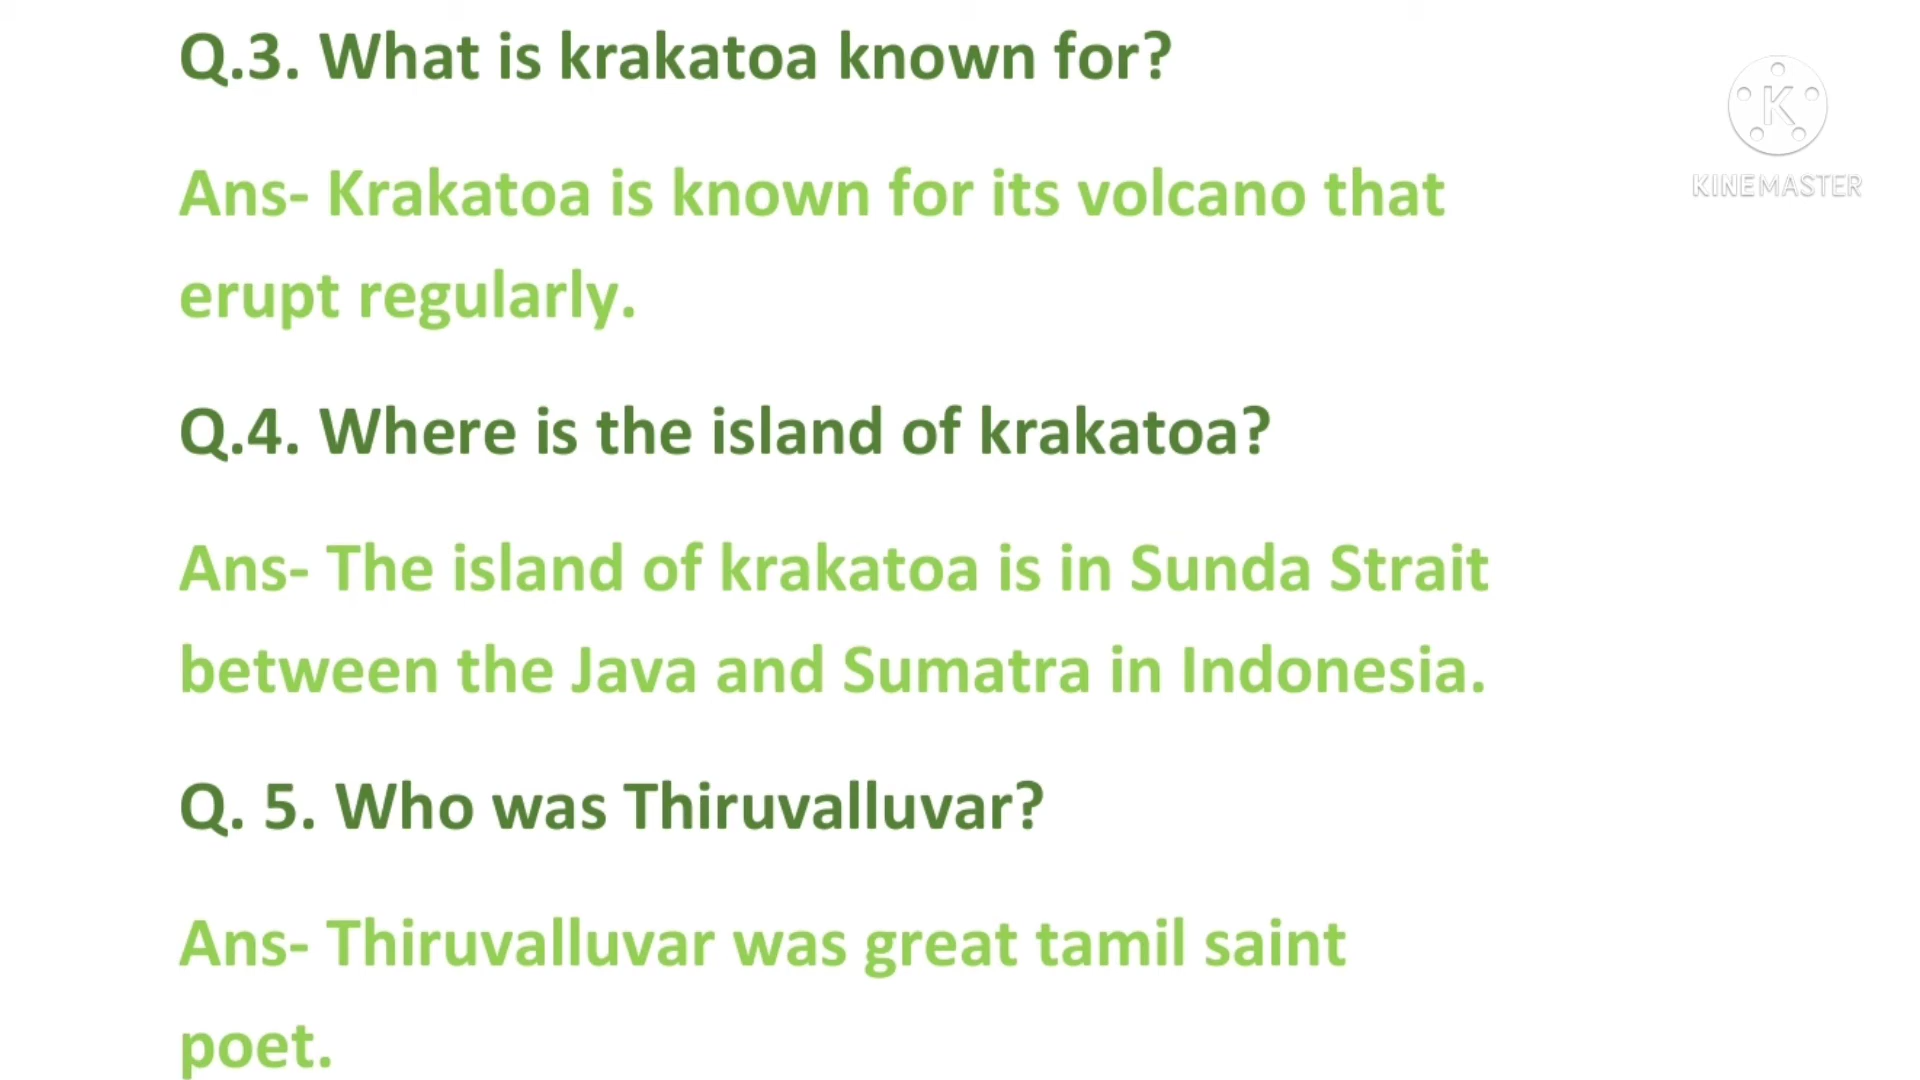 Q.3. What is krakatoa known for?
KINEMASTER
Ans- Krakatoa is known for its volcano that
erupt regularly.
Q.4. Where is the island of krakatoa?
Ans- The island of krakatoa is in Sunda Strait
between the Java and Sumatra in Indonesia.
Q. 5. Who was Thiruvalluvar?
Ans- Thiruvalluvar was great tamil saint
poet.